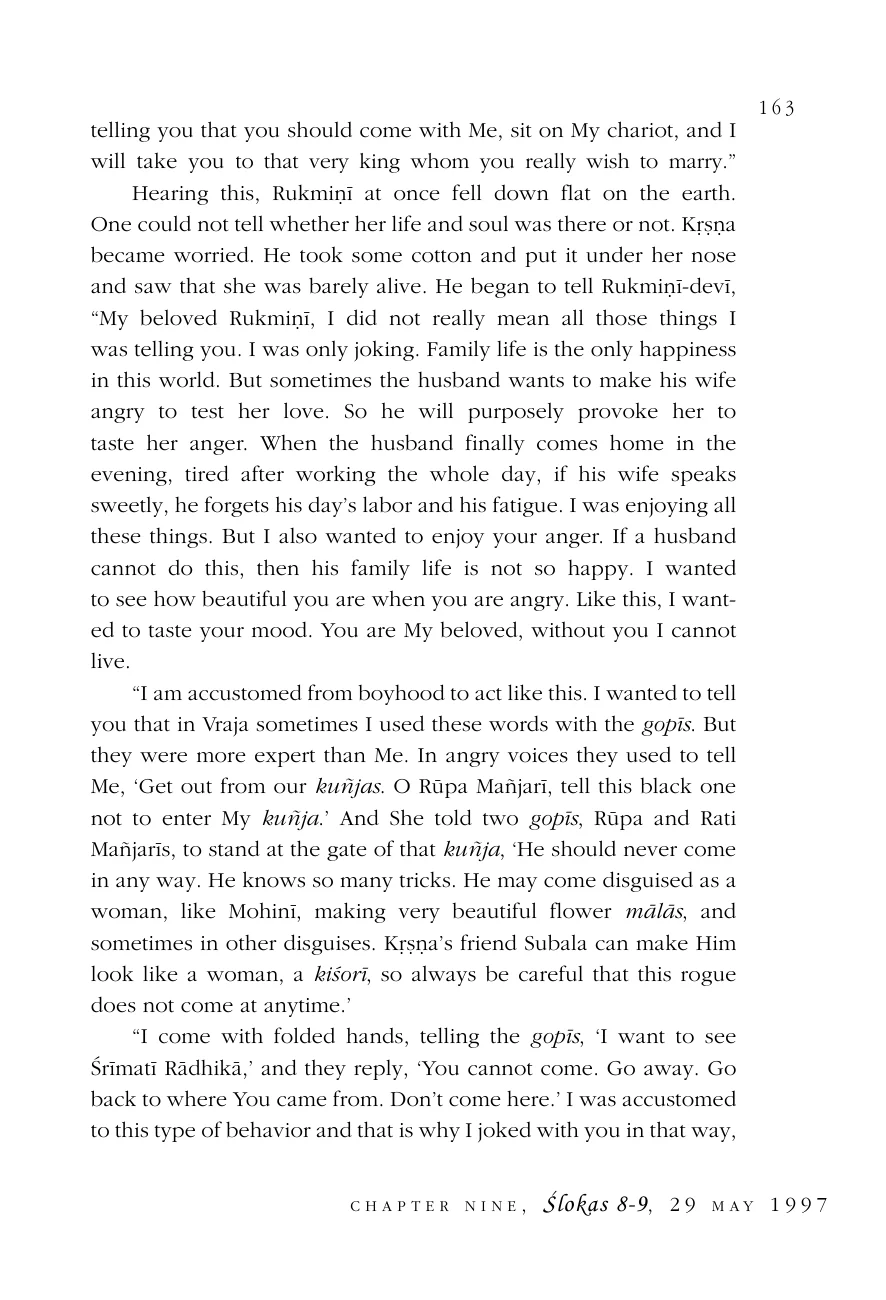 163
telling you that you should come with Me, sit on My chariot, and I
will take you to that very king whom you really wish to marry.”
Hearing this, Rukmiṇī at once fell down flat on the earth.
One could not tell whether her life and soul was there or not. Kṛṣṇa
became worried. He took some cotton and put it under her nose
and saw that she was barely alive. He began to tell Rukmiṇī-devī,
“My beloved Rukmiṇī, I did not really mean all those things I
was telling you. I was only joking. Family life is the only happiness
in this world. But sometimes the husband wants to make his wife
angry to test her love. So he will purposely provoke her to
taste her anger. When the husband finally comes home in the
evening, tired after working the whole day, if his wife speaks
sweetly, he forgets his day’s labor and his fatigue. I was enjoying all
these things. But I also wanted to enjoy your anger. If a husband
cannot do this, then his family life is not so happy. I wanted
to see how beautiful you are when you are angry. Like this, I want-
ed to taste your mood. You are My beloved, without you I cannot
live.
“I am accustomed from boyhood to act like this. I wanted to tell
you that in Vraja sometimes I used these words with the gopīs. But
they were more expert than Me. In angry voices they used to tell
Me, ‘Get out from our kuñjas. O Rūpa Mañjarī, tell this black one
not to enter My kuñja.’ And She told two gopīs, Rūpa and Rati
Mañjarīs, to stand at the gate of that kuñja, ‘He should never come
in any way. He knows so many tricks. He may come disguised as a
woman, like Mohinī, making very beautiful flower mālās, and
sometimes in other disguises. Kṛṣṇa’s friend Subala can make Him
look like a woman, a kiśorī, so always be careful that this rogue
does not come at anytime.’
“I come with folded hands, telling the gopīs, ‘I want to see
Śrīmatī Rādhikā,’ and they reply, ‘You cannot come. Go away. Go
back to where You came from. Don’t come here.’ I was accustomed
to this type of behavior and that is why I joked with you in that way,
CHAPTER NINE, Ślokas 8-9, 29 MAY 1997